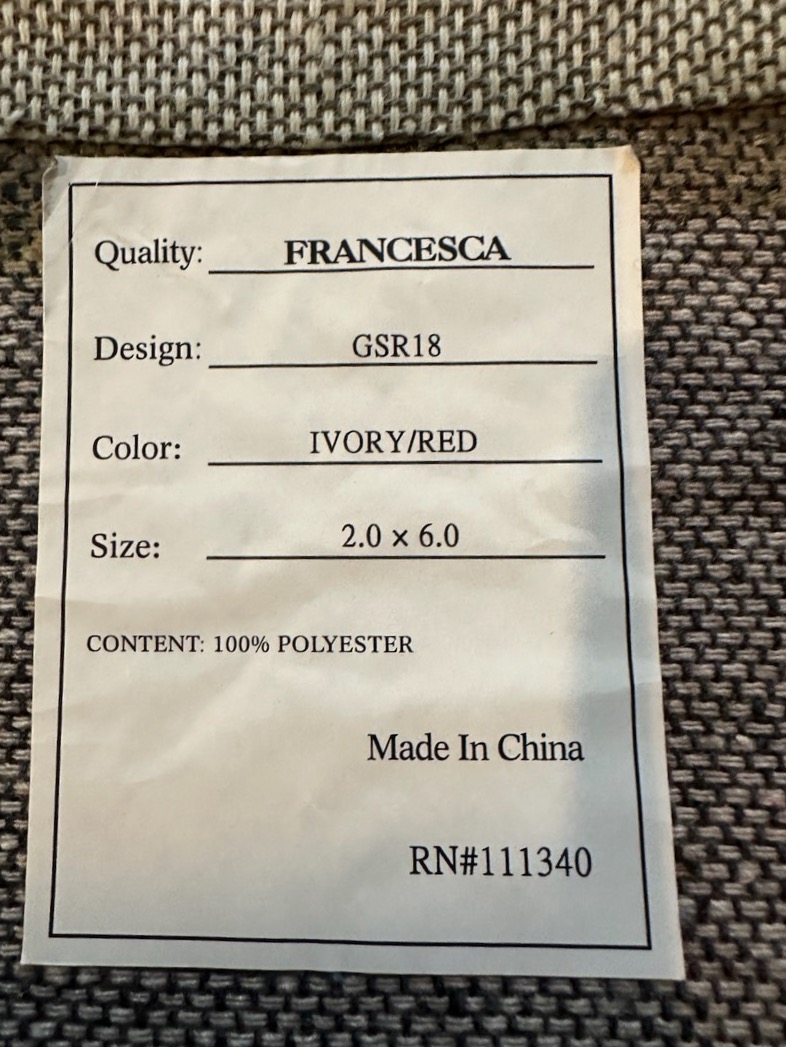 Quality: FRANCESCA
Design: GSR18
Color: IVORY/RED
Size: 2.0 × 6.0
CONTENT: 100% POLYESTER
Made In China
RN#111340